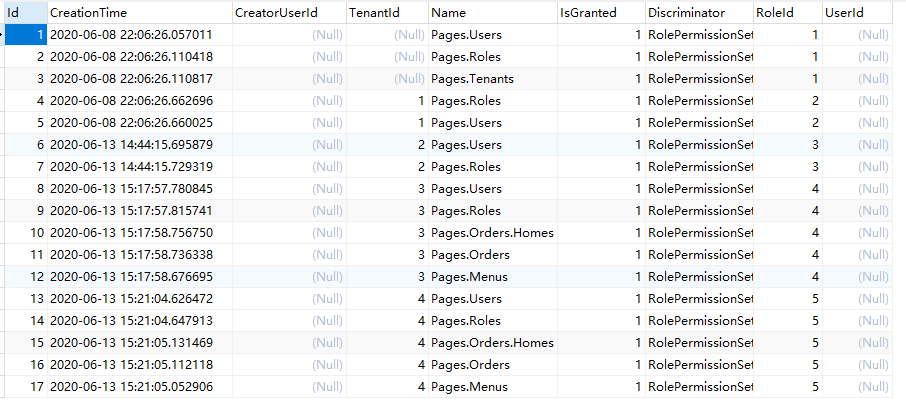 Id CreationTime CreatorUserId TenantId Name IsGranted Discriminator RoleId UserId
1 2020-06-08 22:06:26.057011 (Null) (Null) Pages.Users 1 RolePermissionSet 1 (Null)
2 2020-06-08 22:06:26.110418 (Null) (Null) Pages.Roles 1 RolePermissionSet 1 (Null)
3 2020-06-08 22:06:26.110817 (Null) (Null) Pages.Tenants 1 RolePermissionSet 1 (Null)
4 2020-06-08 22:06:26.662696 (Null) 1 Pages.Roles 1 RolePermissionSet 2 (Null)
5 2020-06-08 22:06:26.660025 (Null) 1 Pages.Users 1 RolePermissionSet 2 (Null)
6 2020-06-13 14:44:15.695879 (Null) 2 Pages.Users 1 RolePermissionSet 3 (Null)
7 2020-06-13 14:44:15.729319 (Null) 2 Pages.Roles 1 RolePermissionSet 3 (Null)
8 2020-06-13 15:17:57.780845 (Null) 3 Pages.Users 1 RolePermissionSet 4 (Null)
9 2020-06-13 15:17:57.815741 (Null) 3 Pages.Roles 1 RolePermissionSet 4 (Null)
10 2020-06-13 15:17:58.756750 (Null) 3 Pages.Orders.Homes 1 RolePermissionSet 4 (Null)
11 2020-06-13 15:17:58.736338 (Null) 3 Pages.Orders 1 RolePermissionSet 4 (Null)
12 2020-06-13 15:17:58.676695 (Null) 3 Pages.Menus 1 RolePermissionSet 4 (Null)
13 2020-06-13 15:21:04.626472 (Null) 4 Pages.Users 1 RolePermissionSet 5 (Null)
14 2020-06-13 15:21:04.647913 (Null) 4 Pages.Roles 1 RolePermissionSet 5 (Null)
15 2020-06-13 15:21:05.131469 (Null) 4 Pages.Orders.Homes 1 RolePermissionSet 5 (Null)
16 2020-06-13 15:21:05.112118 (Null) 4 Pages.Orders 1 RolePermissionSet 5 (Null)
17 2020-06-13 15:21:05.052906 (Null) 4 Pages.Menus 1 RolePermissionSet 5 (Null)